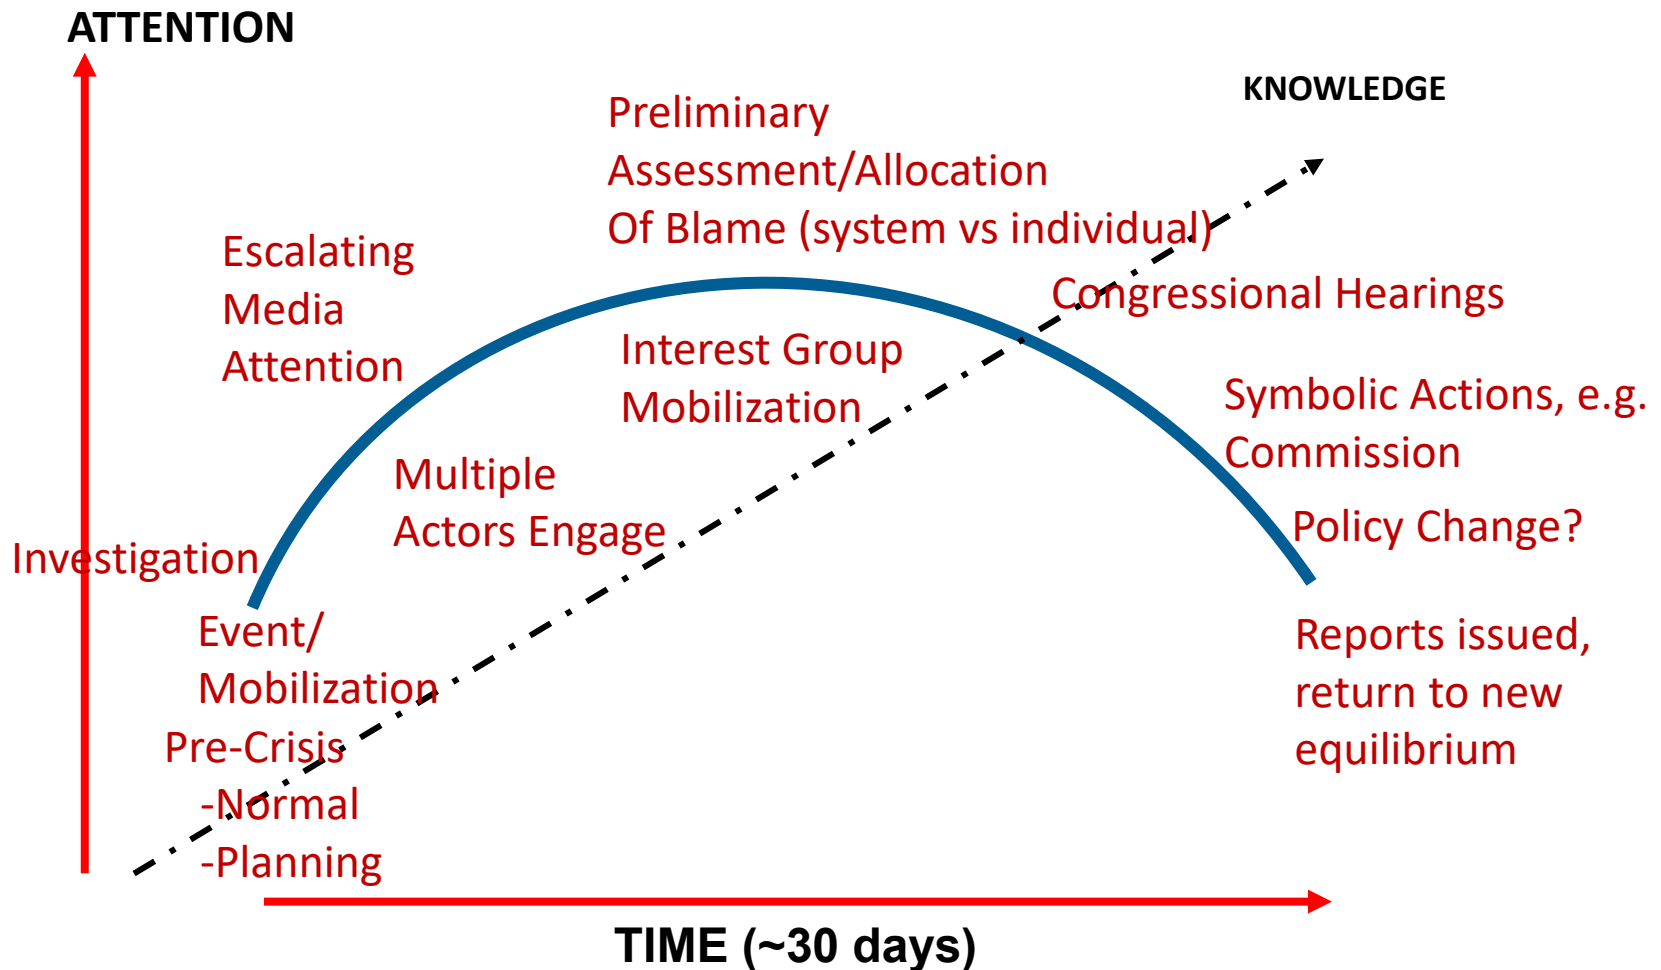 ATTENTION
KNOWLEDGE
Preliminary
Assessment/Allocation
Of Blame (system vs individual)
Escalating
Media
Attention
Congressional Hearings
Interest Group
Mobilization
Symbolic Actions, e.g.
Commission
Multiple
Actors Engage
Policy Change?
Investigation
Event/
Mobilization
Reports issued,
return to new
equilibrium
Pre-Crisis
-Normal
-Planning
TIME (~30 days)